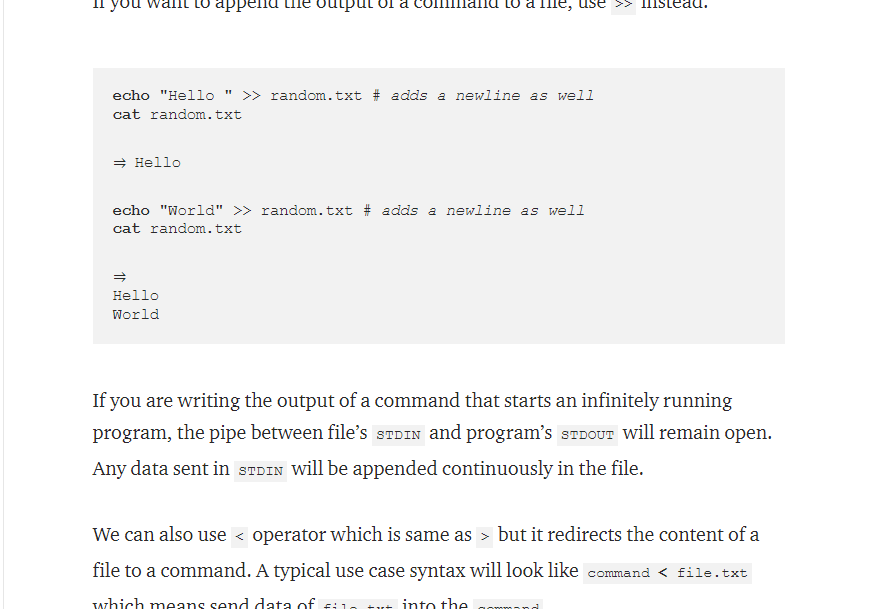 If you want to append the output of a command to a file, use >> instead.
echo "Hello " >> random.txt # adds a newline as well
cat random.txt
⇒ Hello
echo "World" >> random.txt # adds a newline as well
cat random.txt
⇒
Hello
World
If you are writing the output of a command that starts an infinitely running
program, the pipe between file’s STDIN and program’s STDOUT will remain open.
Any data sent in STDIN will be appended continuously in the file.
We can also use < operator which is same as > but it redirects the content of a
file to a command. A typical use case syntax will look like command < file.txt
which means send data of file.txt into the command